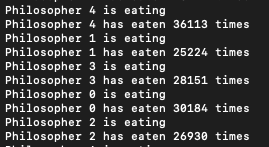 Philosopher 4 is eating
Philosopher 4 has eaten 36113 times
Philosopher 1 is eating
Philosopher 1 has eaten 25224 times
Philosopher 3 is eating
Philosopher 3 has eaten 28151 times
Philosopher 0 is eating
Philosopher 0 has eaten 30184 times
Philosopher 2 is eating
Philosopher 2 has eaten 26930 times